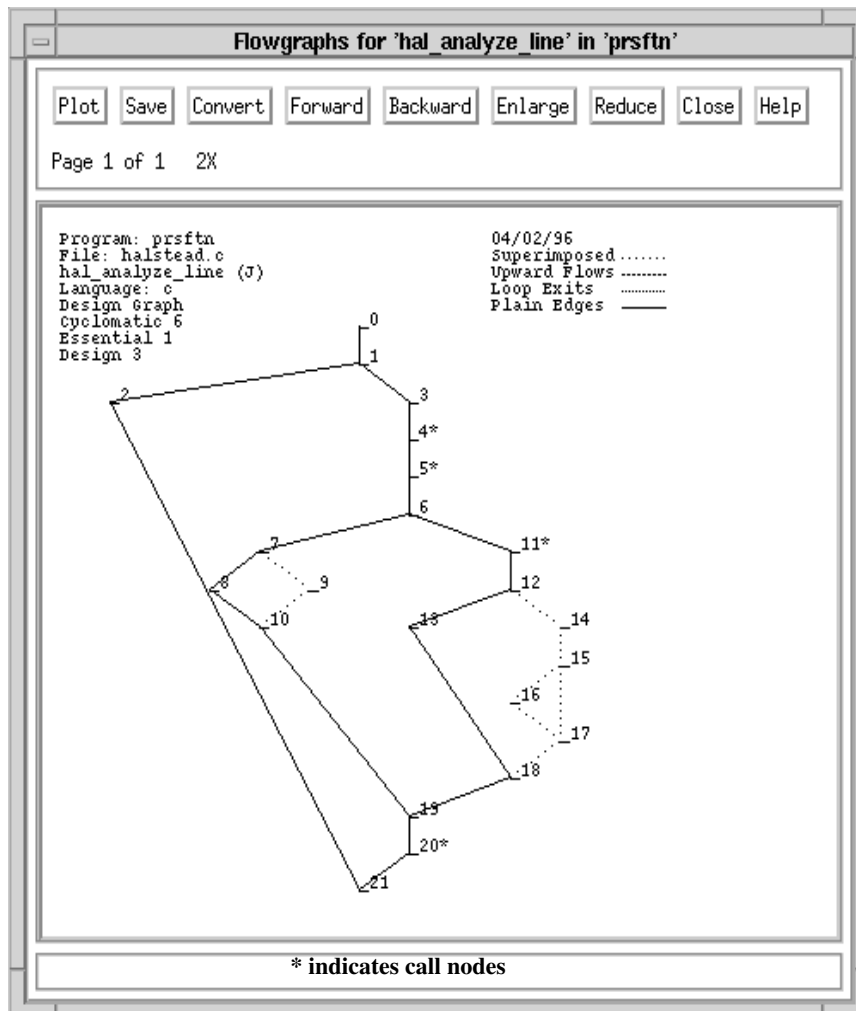 Flowgraphs for 'hal_analyze_line' in 'prsftn'
Plot Save Convert Forward Backward Enlarge Reduce Close Help
Page 1 of 1 2X
Program: prsftn
File: halstead.c
hal_analyze_line (J)
Language: c
Design Graph
Cyclomatic 6
Essential 1
Design 3
04/02/96
Superimposed
Upward Flows
Loop Exits
Plain Edges
0
1
2
3
4*
5*
6
7
11*
8
9
12
10
13
14
15
16
17
18
19
20*
21
* indicates call nodes